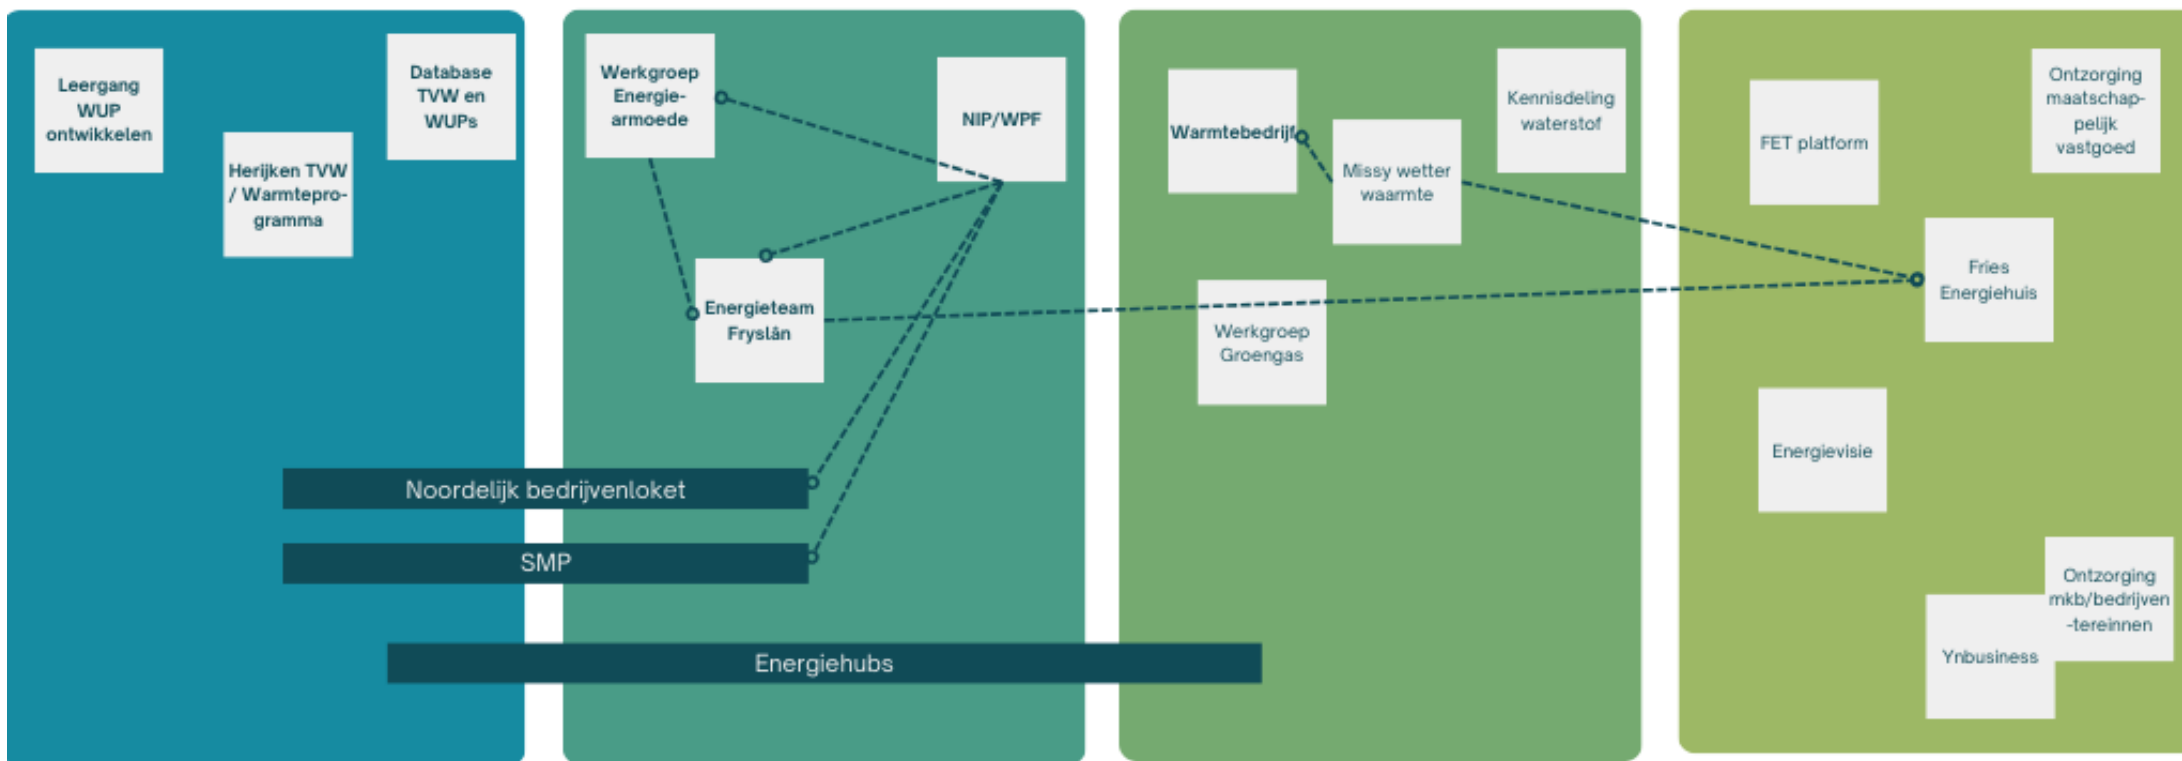 Leergang
WUP
ontwikkelen
Herijken TVW
/ Warmtepro-
gramma
Database
TVW en
WUPs
Werkgroep
Energie-
armoede
NIP/WPF
Energieteam
Fryslân
Warmtebedrijf
Missy wetter
waarmte
Kennisdeling
waterstof
Werkgroep
Groengas
FET platform
Ontzorging
maatschap-
pelijk
vastgoed
Fries
Energiehuis
Energievisie
Ontzorging
mkb/bedrijven
-tereinnen
Ynbusiness
Noordelijk bedrijvenloket
SMP
Energiehubs